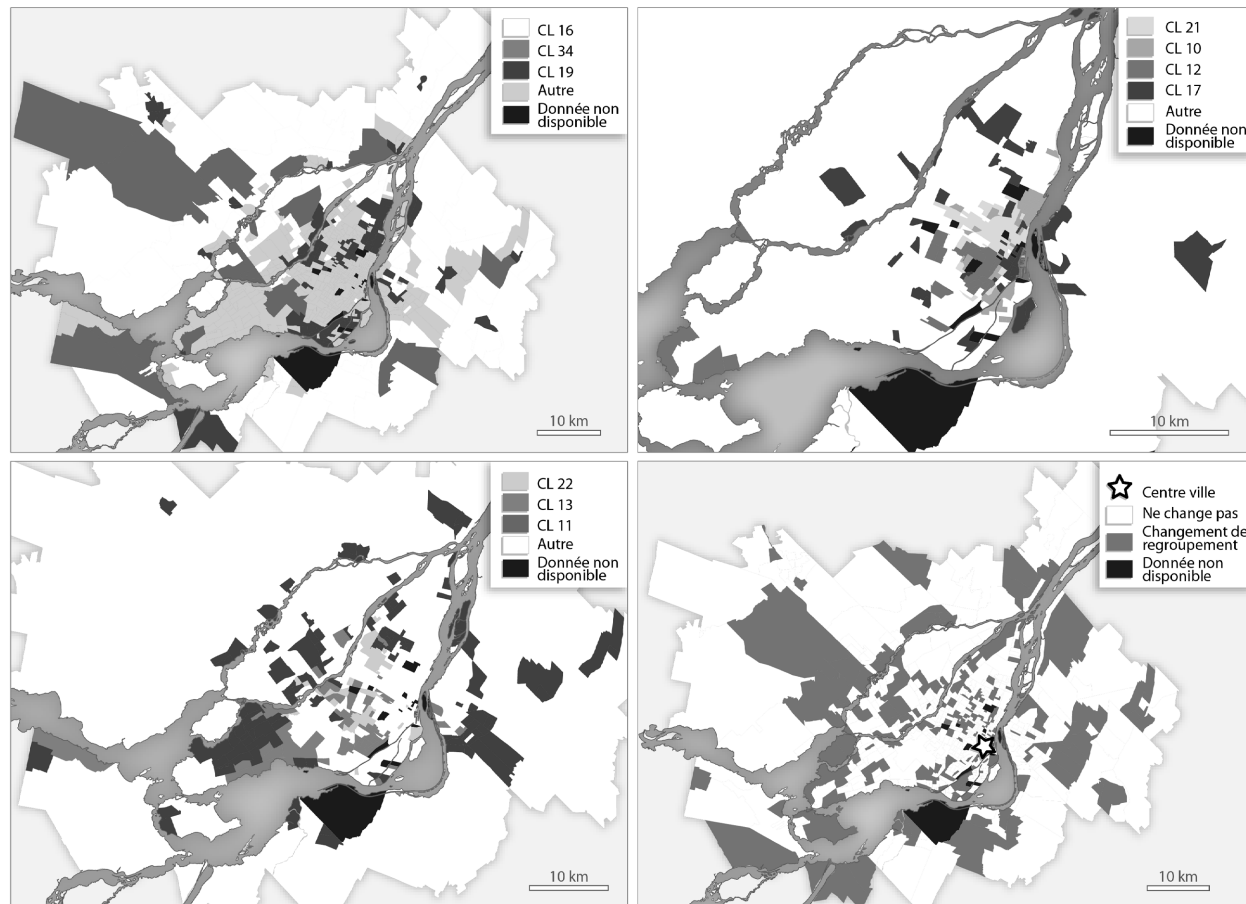 CL 16
CL 34
CL 19
Autre
Donnée non
disponible
10 km
CL 21
CL 10
CL 12
CL 17
Autre
Donnée non
disponible
10 km
CL 22
CL 13
CL 11
Autre
Donnée non
disponible
10 km
Centre ville
Ne change pas
Changement de
regroupement
Donnée non
disponible
10 km